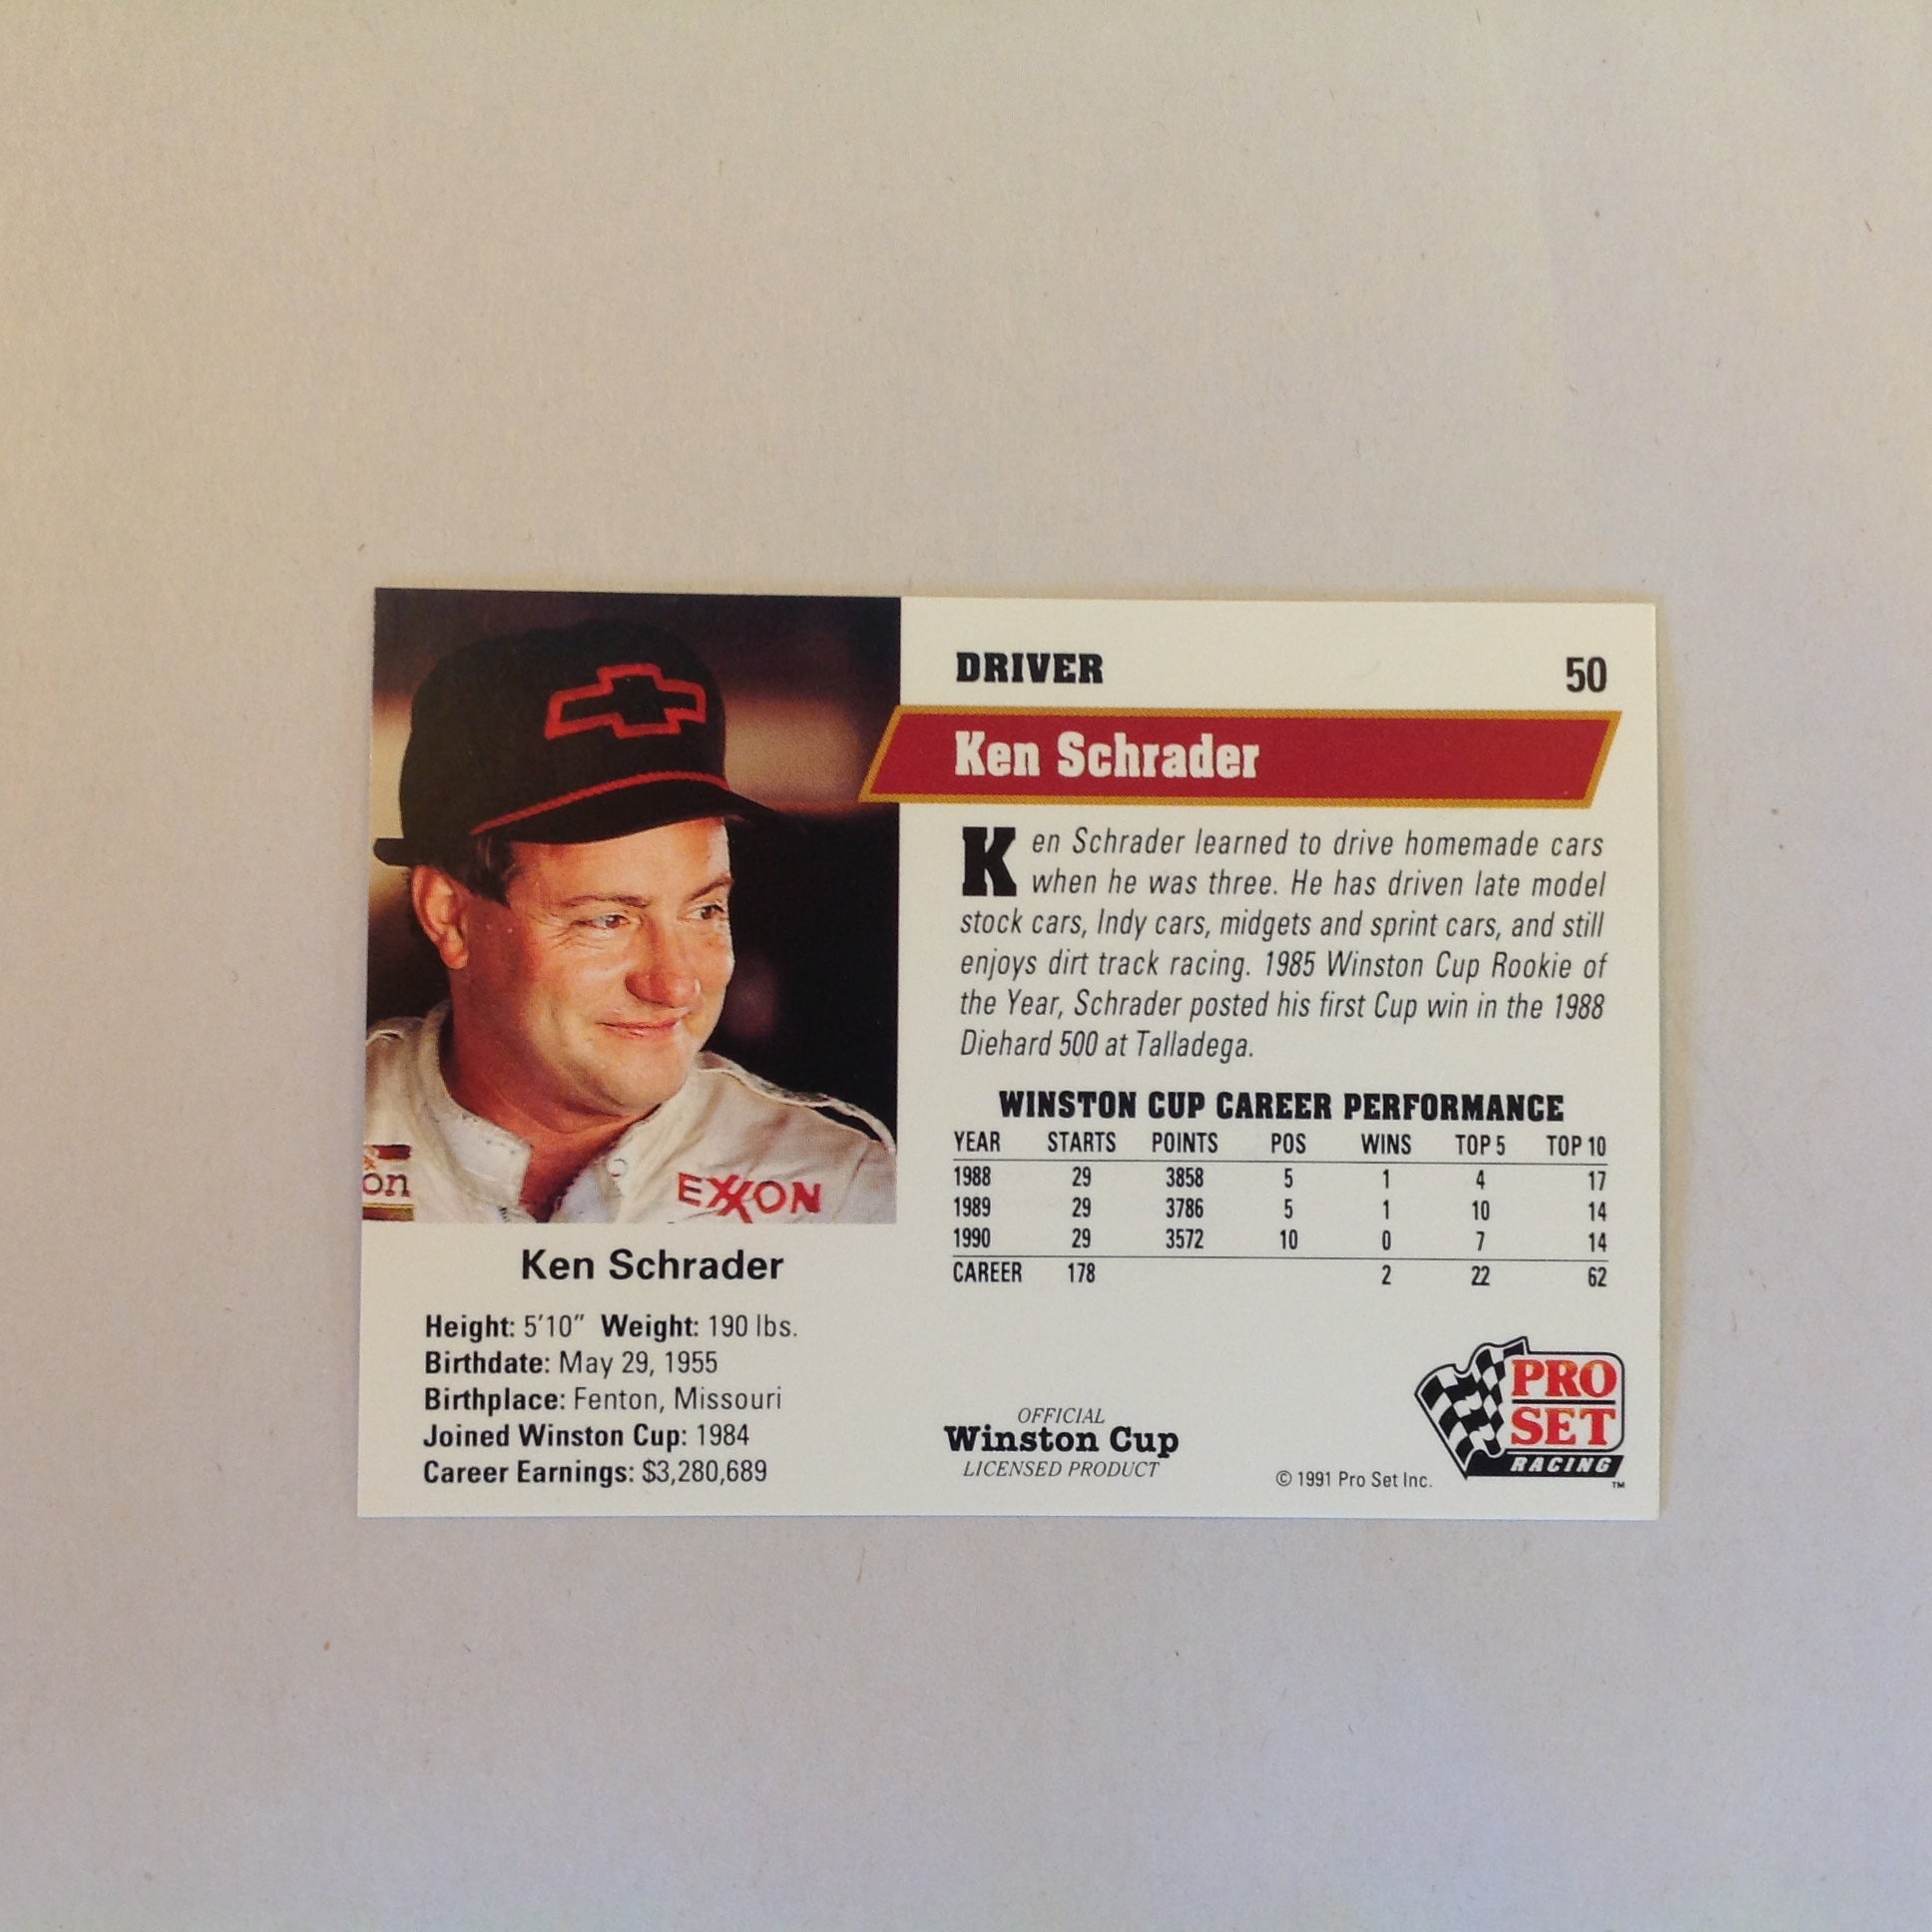 DRIVER 50
Ken Schrader
Ken Schrader learned to drive homemade cars
when he was three. He has driven late model
stock cars, Indy cars, midgets and sprint cars, and still
enjoys dirt track racing. 1985 Winston Cup Rookie of
the Year, Schrader posted his first Cup win in the 1988
Diehard 500 at Talladega.
WINSTON CUP CAREER PERFORMANCE
YEAR STARTS POINTS POS WINS TOP 5 TOP 10
1988 29 3858 5 1 4 17
1989 29 3786 5 1 10 14
1990 29 3572 10 0 7 14
CAREER 178 2 22 62
on
EXXON
Ken Schrader
Height: 5'10" Weight: 190 lbs.
Birthdate: May 29, 1955
Birthplace: Fenton, Missouri
Joined Winston Cup: 1984
Career Earnings: $3,280,689
OFFICIAL
Winston Cup
LICENSED PRODUCT
© 1991 Pro Set Inc.
PRO
SET
RACING
™